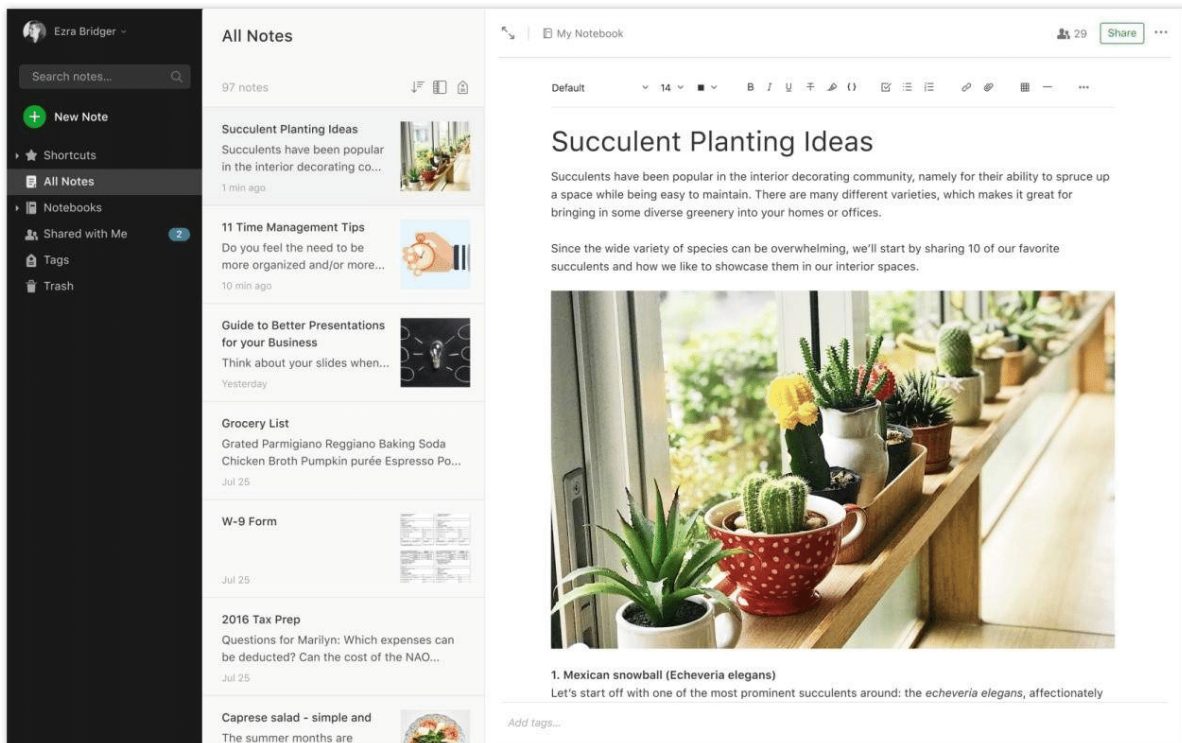 Ezra Bridger
Search notes...
New Note
Shortcuts
All Notes
Notebooks
Shared with Me 2
Tags
Trash
All Notes
97 notes
Succulent Planting Ideas
Succulents have been popular
in the interior decorating co...
1 min ago
11 Time Management Tips
Do you feel the need to be
more organized and/or more...
10 min ago
Guide to Better Presentations
for your Business
Think about your slides when...
Yesterday
Grocery List
Grated Parmigiano Reggiano Baking Soda
Chicken Broth Pumpkin purée Espresso Po...
Jul 25
W-9 Form
Jul 25
2016 Tax Prep
Questions for Marilyn: Which expenses can
be deducted? Can the cost of the NAO...
Jul 25
Caprese salad - simple and
The summer months are
My Notebook
29 Share
Default 14 B I U T {}
Succulent Planting Ideas
Succulents have been popular in the interior decorating community, namely for their ability to spruce up
a space while being easy to maintain. There are many different varieties, which makes it great for
bringing in some diverse greenery into your homes or offices.
Since the wide variety of species can be overwhelming, we'll start by sharing 10 of our favorite
succulents and how we like to showcase them in our interior spaces.
1. Mexican snowball (Echeveria elegans)
Let's start off with one of the most prominent succulents around: the echeveria elegans, affectionately
Add tags...